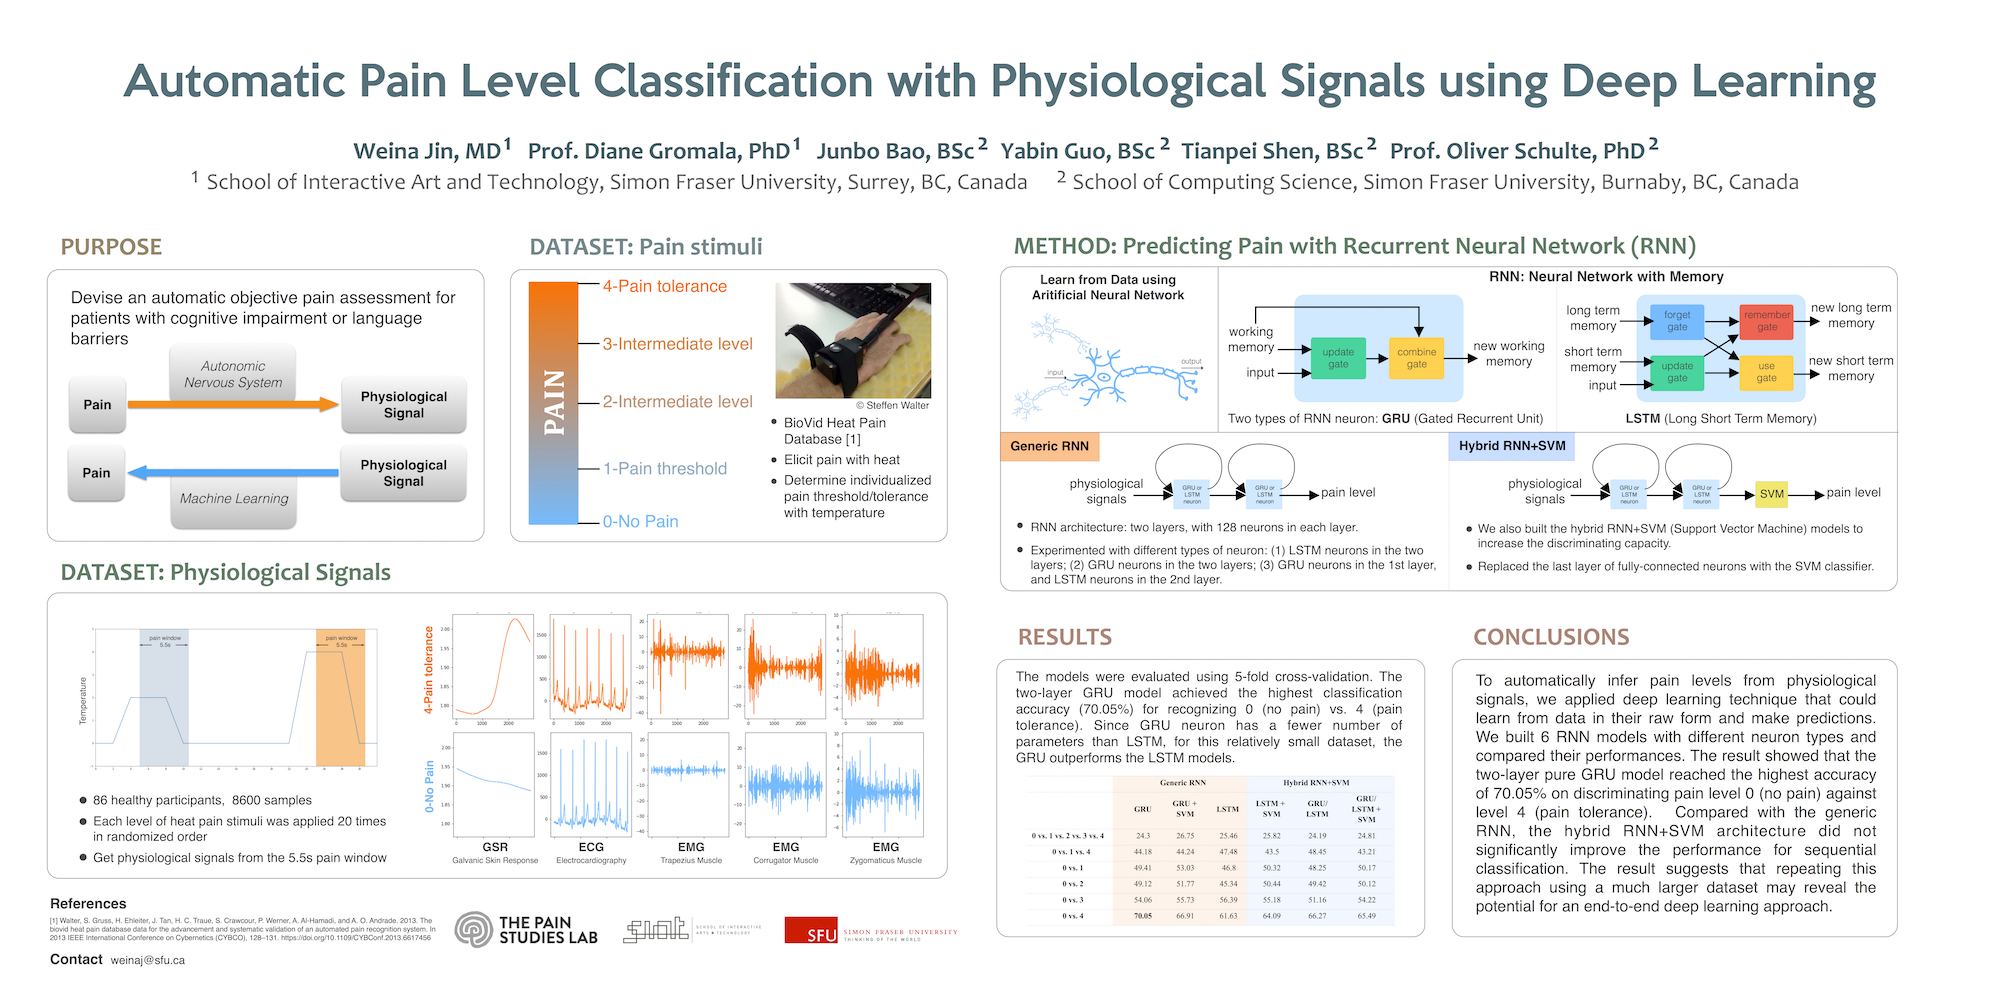 Automatic Pain Level Classification with Physiological Signals using Deep Learning
Weina Jin, MD1 Prof. Diane Gromala, PhD1 Junbo Bao, BSc2 Yabin Guo, BSc2 Tianpei Shen, BSc2 Prof. Oliver Schulte, PhD2
1 School of Interactive Art and Technology, Simon Fraser University, Surrey, BC, Canada 2 School of Computing Science, Simon Fraser University, Burnaby, BC, Canada
PURPOSE
Devise an automatic objective pain assessment for
patients with cognitive impairment or language
barriers
Autonomic
Nervous System
Pain
Physiological
Signal
Pain
Physiological
Signal
Machine Learning
DATASET: Pain stimuli
PAIN
4-Pain tolerance
3-Intermediate level
2-Intermediate level
1-Pain threshold
0-No Pain
© Steffen Walter
• BioVid Heat Pain
Database [1]
• Elicit pain with heat
• Determine individualized
pain threshold/tolerance
with temperature
DATASET: Physiological Signals
Temperature
pain window
5.5s
pain window
5.5s
• 86 healthy participants, 8600 samples
• Each level of heat pain stimuli was applied 20 times
in randomized order
• Get physiological signals from the 5.5s pain window
4-Pain tolerance
0-No Pain
GSR
Galvanic Skin Response
ECG
Electrocardiography
EMG
Trapezius Muscle
EMG
Corrugator Muscle
EMG
Zygomaticus Muscle
References
[1] Walter, S. Gruss, H. Ehleiter, J. Tan, H. C. Traue, S. Crawcour, P. Werner, A. Al-Hamadi, and A. O. Andrade. 2013. The
biovid heat pain database data for the advancement and systematic validation of an automated pain recognition system. In
2013 IEEE International Conference on Cybernetics (CYBCO), 128–131. https://doi.org/10.1109/CYBConf.2013.6617456
Contact weinaj@sfu.ca
THE PAIN
STUDIES LAB
siat
SCHOOL OF INTERACTIVE
ARTS + TECHNOLOGY
SFU
SIMON FRASER UNIVERSITY
THINKING OF THE WORLD
METHOD: Predicting Pain with Recurrent Neural Network (RNN)
Learn from Data using
Aritificial Neural Network
input
output
RNN: Neural Network with Memory
working
memory
input
update
gate
combine
gate
new working
memory
Two types of RNN neuron: GRU (Gated Recurrent Unit)
long term
memory
short term
memory
input
forget
gate
remember
gate
update
gate
use
gate
new long term
memory
new short term
memory
LSTM (Long Short Term Memory)
Generic RNN
physiological
signals
GRU or
LSTM
neuron
GRU or
LSTM
neuron
pain level
• RNN architecture: two layers, with 128 neurons in each layer.
• Experimented with different types of neuron: (1) LSTM neurons in the two
layers; (2) GRU neurons in the two layers; (3) GRU neurons in the 1st layer,
and LSTM neurons in the 2nd layer.
Hybrid RNN+SVM
physiological
signals
GRU or
LSTM
neuron
GRU or
LSTM
neuron
SVM
pain level
• We also built the hybrid RNN+SVM (Support Vector Machine) models to
increase the discriminating capacity.
• Replaced the last layer of fully-connected neurons with the SVM classifier.
RESULTS
The models were evaluated using 5-fold cross-validation. The
two-layer GRU model achieved the highest classification
accuracy (70.05%) for recognizing 0 (no pain) vs. 4 (pain
tolerance). Since GRU neuron has a fewer number of
parameters than LSTM, for this relatively small dataset, the
GRU outperforms the LSTM models.
Generic RNN Hybrid RNN+SVM
GRU GRU + SVM LSTM LSTM + SVM GRU/ LSTM GRU/ LSTM + SVM
0 vs. 1 vs. 2 vs. 3 vs. 4 24.3 26.75 25.46 25.82 24.19 24.81
0 vs. 1 vs. 4 44.18 44.24 47.48 43.5 48.45 43.21
0 vs. 1 49.41 53.03 46.8 50.32 48.25 50.17
0 vs. 2 49.12 51.77 45.34 50.44 49.42 50.12
0 vs. 3 54.06 55.73 56.39 55.18 51.16 54.22
0 vs. 4 70.05 66.91 61.63 64.09 66.27 65.49
CONCLUSIONS
To automatically infer pain levels from physiological
signals, we applied deep learning technique that could
learn from data in their raw form and make predictions.
We built 6 RNN models with different neuron types and
compared their performances. The result showed that the
two-layer pure GRU model reached the highest accuracy
of 70.05% on discriminating pain level 0 (no pain) against
level 4 (pain tolerance). Compared with the generic
RNN, the hybrid RNN+SVM architecture did not
significantly improve the performance for sequential
classification. The result suggests that repeating this
approach using a much larger dataset may reveal the
potential for an end-to-end deep learning approach.